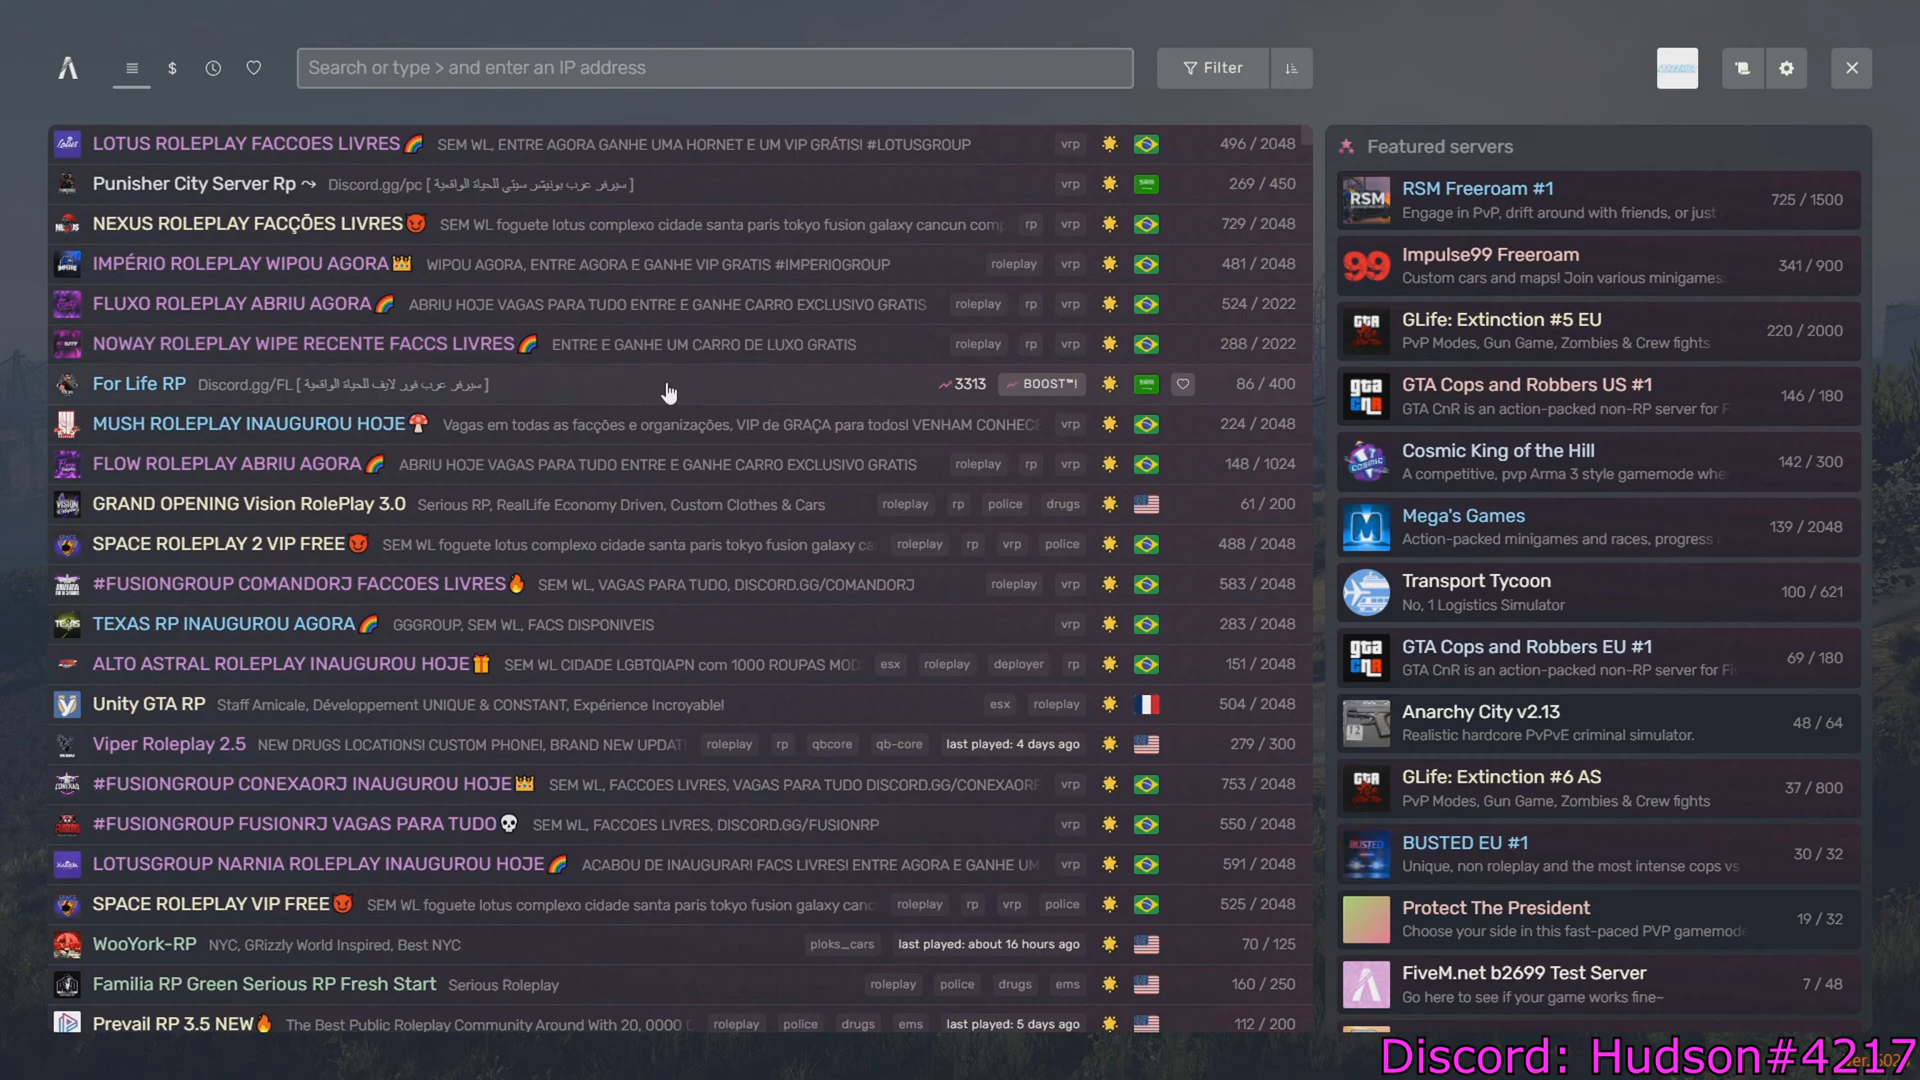 Search or type > and enter an IP address
Filter
LOTUS ROLEPLAY FACCOES LIVRES🌈 SEM WL, ENTRE AGORA GANHE UMA HORNET E UM VIP GRÁTIS! #LOTUSGROUP vrp 496 / 2048
Punisher City Server Rp ⤳ Discord.gg/pc [ سيرفر عرب بونيشر سيتي للحياة الواقعية ] vrp 269 / 450
NEXUS ROLEPLAY FACÇÕES LIVRES😈 SEM WL foguete lotus complexo cidade santa paris tokyo fusion galaxy cancun com rp vrp 729 / 2048
IMPÉRIO ROLEPLAY WIPOU AGORA👑 WIPOU AGORA, ENTRE AGORA E GANHE VIP GRATIS #IMPERIOGROUP roleplay vrp 481 / 2048
FLUXO ROLEPLAY ABRIU AGORA🌈 ABRIU HOJE VAGAS PARA TUDO ENTRE E GANHE CARRO EXCLUSIVO GRATIS roleplay rp vrp 524 / 2022
NOWAY ROLEPLAY WIPE RECENTE FACCS LIVRES🌈 ENTRE E GANHE UM CARRO DE LUXO GRATIS roleplay rp vrp 288 / 2022
For Life RP Discord.gg/FL [ سيرفر عرب فور لايف للحياة الواقعية ] 3313 BOOST™! 86 / 400
MUSH ROLEPLAY INAUGUROU HOJE🍄 Vagas em todas as facções e organizações, VIP de GRAÇA para todos! VENHAM CONHECE vrp 224 / 2048
FLOW ROLEPLAY ABRIU AGORA🌈 ABRIU HOJE VAGAS PARA TUDO ENTRE E GANHE CARRO EXCLUSIVO GRATIS roleplay rp vrp 148 / 1024
GRAND OPENING Vision RolePlay 3.0 Serious RP, RealLife Economy Driven, Custom Clothes & Cars roleplay rp police drugs 61 / 200
SPACE ROLEPLAY 2 VIP FREE😈 SEM WL foguete lotus complexo cidade santa paris tokyo fusion galaxy ca roleplay rp vrp police 488 / 2048
#FUSIONGROUP COMANDORJ FACCOES LIVRES🔥 SEM WL, VAGAS PARA TUDO, DISCORD.GG/COMANDORJ roleplay vrp 583 / 2048
TEXAS RP INAUGUROU AGORA🌈 GGGROUP, SEM WL, FACS DISPONIVEIS vrp 283 / 2048
ALTO ASTRAL ROLEPLAY INAUGUROU HOJE🎁 SEM WL CIDADE LGBTQIAPN com 1000 ROUPAS MOD esx roleplay deployer rp 151 / 2048
Unity GTA RP Staff Amicale, Développement UNIQUE & CONSTANT, Expérience Incroyable! esx roleplay 504 / 2048
Viper Roleplay 2.5 NEW DRUGS LOCATIONS! CUSTOM PHONE!, BRAND NEW UPDAT roleplay rp qbcore qb-core last played: 4 days ago 279 / 300
#FUSIONGROUP CONEXAORJ INAUGUROU HOJE👑 SEM WL, FACCOES LIVRES, VAGAS PARA TUDO DISCORD.GG/CONEXAORP vrp 753 / 2048
#FUSIONGROUP FUSIONRJ VAGAS PARA TUDO💀 SEM WL, FACCOES LIVRES, DISCORD.GG/FUSIONRP vrp 550 / 2048
LOTUSGROUP NARNIA ROLEPLAY INAUGUROU HOJE🌈 ACABOU DE INAUGURAR! FACS LIVRES! ENTRE AGORA E GANHE UM vrp 591 / 2048
SPACE ROLEPLAY VIP FREE😈 SEM WL foguete lotus complexo cidade santa paris tokyo fusion galaxy canc roleplay rp vrp police 525 / 2048
WooYork-RP NYC, GRizzly World Inspired, Best NYC ploks_cars last played: about 16 hours ago 70 / 125
Familia RP Green Serious RP Fresh Start Serious Roleplay roleplay police drugs ems 160 / 250
Prevail RP 3.5 NEW🔥 The Best Public Roleplay Community Around With 20, 0000 C roleplay police drugs ems last played: 5 days ago 112 / 200
Featured servers
RSM Freeroam #1 725 / 1500
Engage in PvP, drift around with friends, or just
Impulse99 Freeroam 341 / 900
Custom cars and maps! Join various minigames
GLife: Extinction #5 EU 220 / 2000
PvP Modes, Gun Game, Zombies & Crew fights
GTA Cops and Robbers US #1 146 / 180
GTA CnR is an action-packed non-RP server for Fi
Cosmic King of the Hill 142 / 300
A competitive, pvp Arma 3 style gamemode whe
Mega's Games 139 / 2048
Action-packed minigames and races, progress
Transport Tycoon 100 / 621
No, 1 Logistics Simulator
GTA Cops and Robbers EU #1 69 / 180
GTA CnR is an action-packed non-RP server for Fi
Anarchy City v2.13 48 / 64
Realistic hardcore PvPvE criminal simulator.
GLife: Extinction #6 AS 37 / 800
PvP Modes, Gun Game, Zombies & Crew fights
BUSTED EU #1 30 / 32
Unique, non roleplay and the most intense cops vs
Protect The President 19 / 32
Choose your side in this fast-paced PVP gamemode
FiveM.net b2699 Test Server 7 / 48
Go here to see if your game works fine~
Discord: Hudson#4217